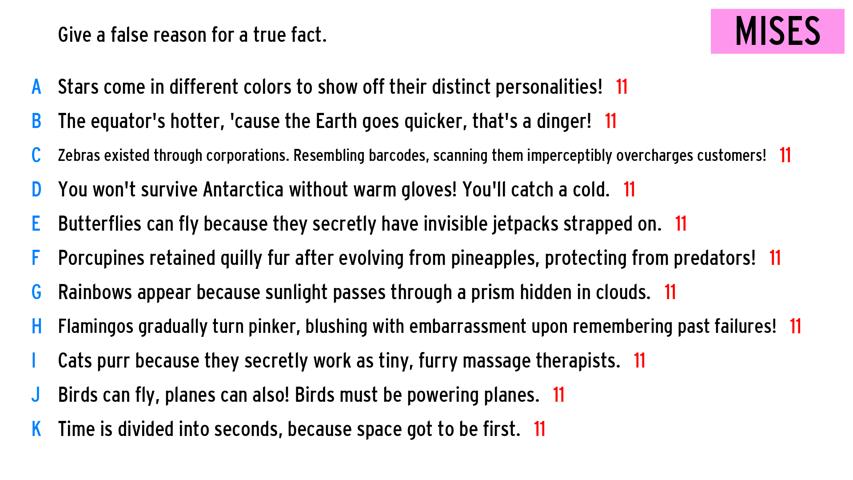 Give a false reason for a true fact.
MISES
A Stars come in different colors to show off their distinct personalities! 11
B The equator's hotter, 'cause the Earth goes quicker, that's a dinger! 11
C Zebras existed through corporations. Resembling barcodes, scanning them imperceptibly overcharges customers! 11
D You won't survive Antarctica without warm gloves! You'll catch a cold. 11
E Butterflies can fly because they secretly have invisible jetpacks strapped on. 11
F Porcupines retained quilly fur after evolving from pineapples, protecting from predators! 11
G Rainbows appear because sunlight passes through a prism hidden in clouds. 11
H Flamingos gradually turn pinker, blushing with embarrassment upon remembering past failures! 11
I Cats purr because they secretly work as tiny, furry massage therapists. 11
J Birds can fly, planes can also! Birds must be powering planes. 11
K Time is divided into seconds, because space got to be first. 11